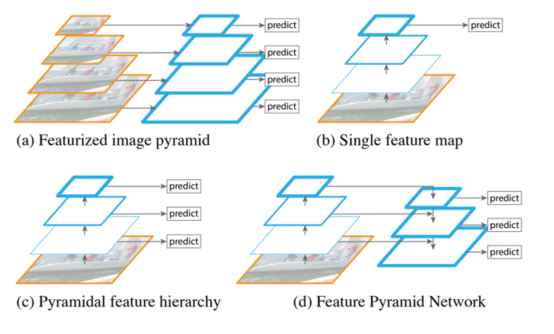 predict
predict
predict
predict
predict
(a) Featurized image pyramid
(b) Single feature map
predict
predict
predict
predict
predict
predict
(c) Pyramidal feature hierarchy
(d) Feature Pyramid Network